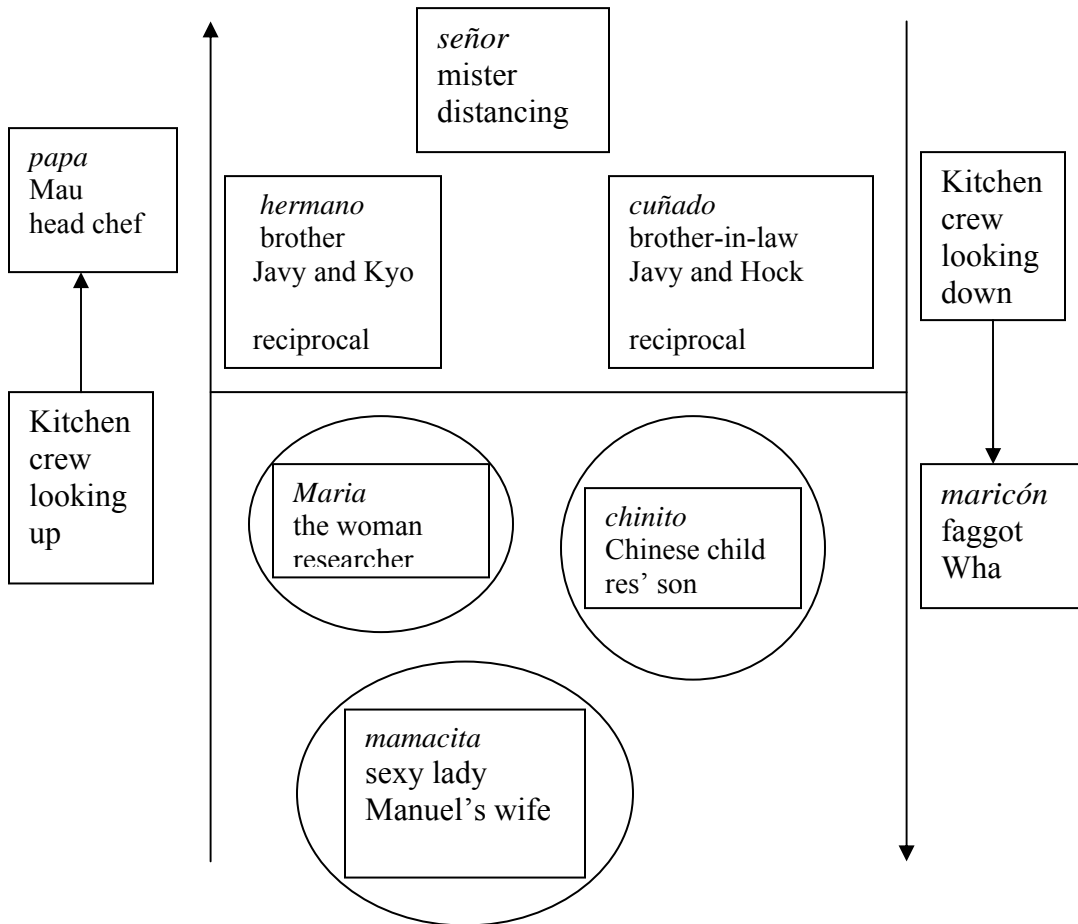 señor
mister
distancing
papa
Mau
head chef
hermano
brother
Javy and Kyo
reciprocal
cuñado
brother-in-law
Javy and Hock
reciprocal
Kitchen
crew
looking
down
Kitchen
crew
looking
up
Maria
the woman
researcher
chinito
Chinese child
res’ son
maricón
faggot
Wha
mamacita
sexy lady
Manuel’s wife